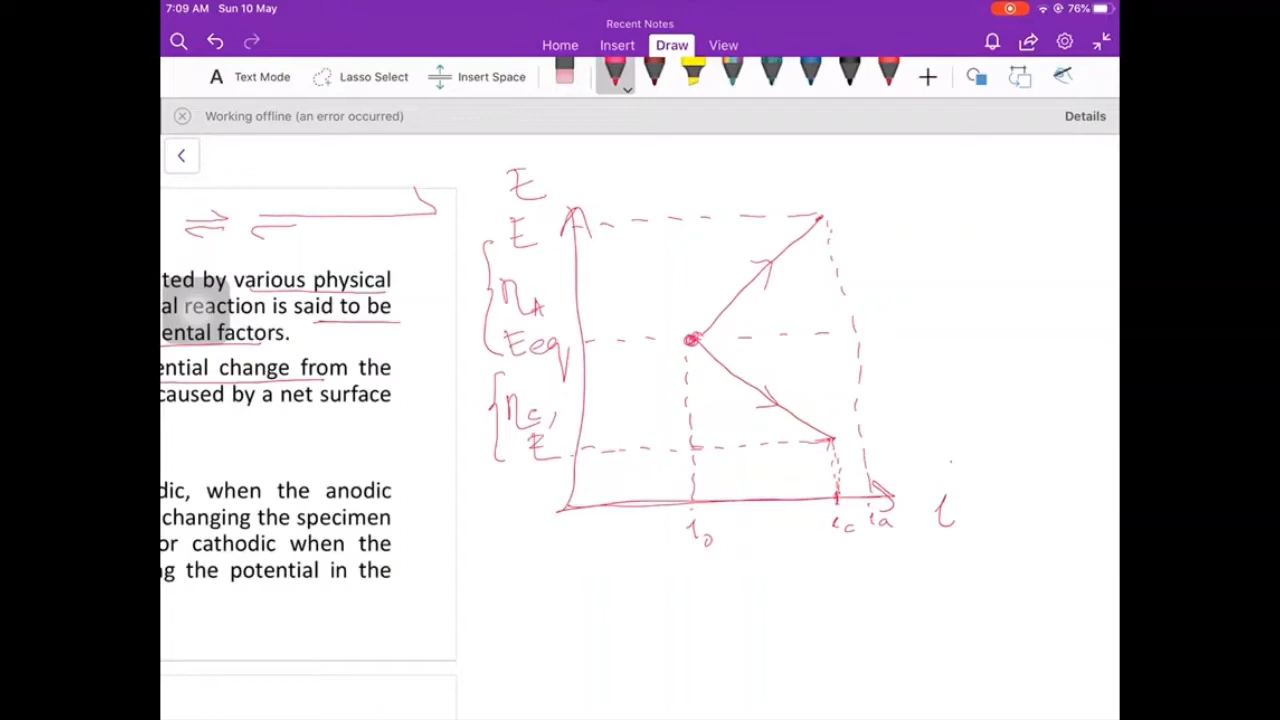 7:09 AM Sun 10 May
76%
Recent Notes
Home Insert Draw View
A Text Mode Lasso Select Insert Space
Working offline (an error occurred) Details
ted by various physical
al reaction is said to be
ental factors.
ential change from the
caused by a net surface
dic, when the anodic
changing the specimen
or cathodic when the
g the potential in the
E
E
ηA
Eeq
ηc,
E
i0
ic
ia
i